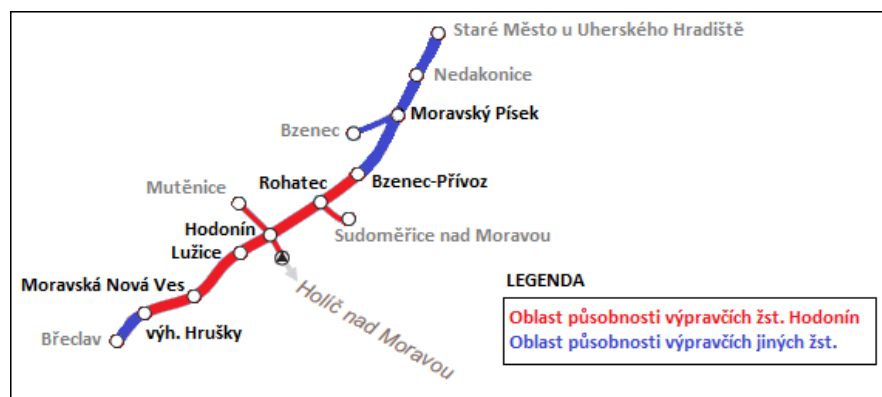 Staré Město u Uherského Hradiště
Nedakonice
Moravský Písek
Bzenec
Bzenec-Přívoz
Rohatec
Mutěnice
Sudoměřice nad Moravou
Hodonín
Lužice
Moravská Nová Ves
výh. Hrušky
Břeclav
Holíč nad Moravou
LEGENDA
Oblast působnosti výpravčích žst. Hodonín
Oblast působnosti výpravčích jiných žst.